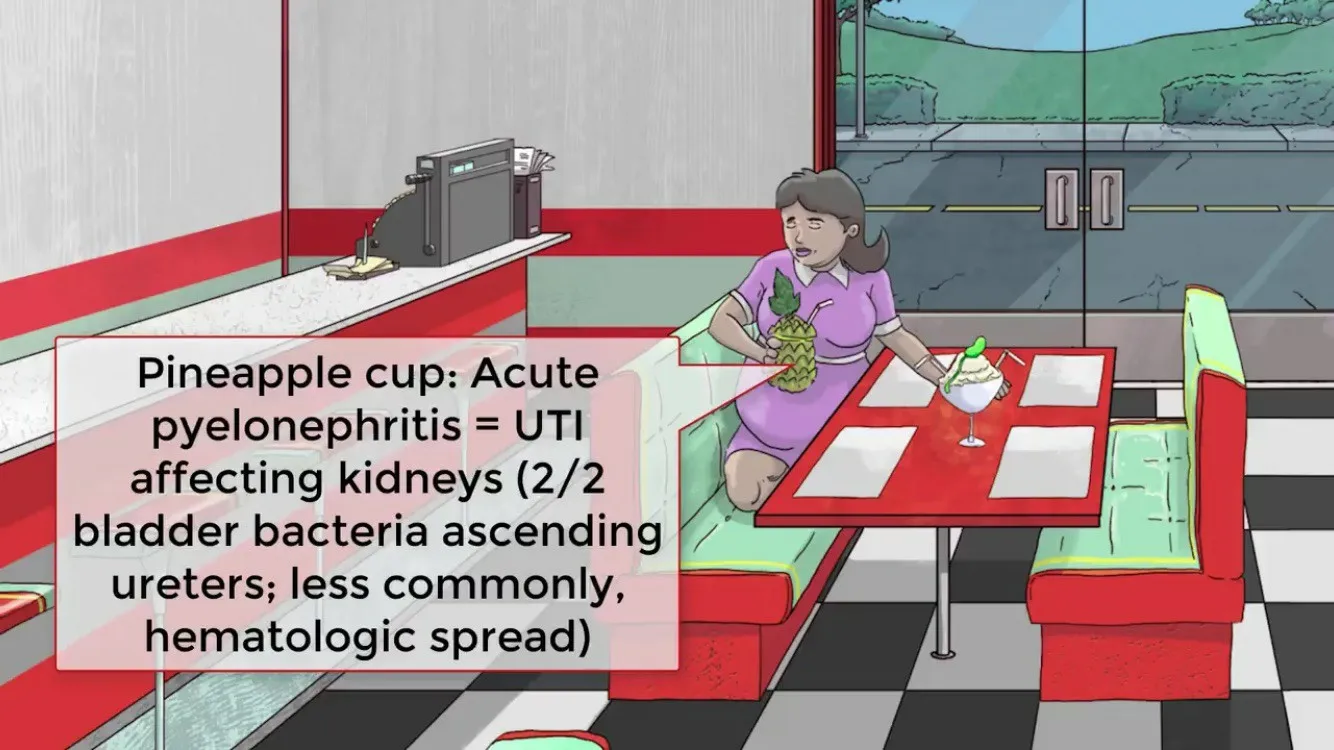 Pineapple cup: Acute
pyelonephritis = UTI
affecting kidneys (2/2
bladder bacteria ascending
ureters; less commonly,
hematologic spread)